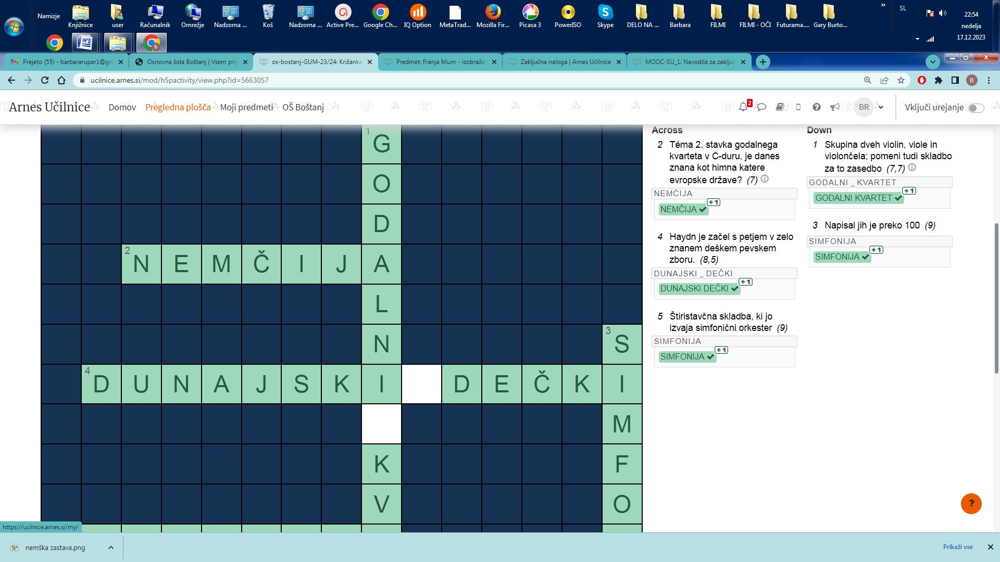 Namizje
Knjižnice
user
Računalnik
Omrežje
Nadzorna ...
Koš
Nadzorna ...
Active Pre...
Google Ch...
IQ Option
MetaTrad...
Mozilla Fir...
Picasa 3
PowerISO
Skype
DELO NA ...
Barbara
FILMI
FILMI - OČI
Futurama....
Gary Burto...
»
SL
22:54
nedelja
17.12.2023
Prejeto (55) - barbararupar1@gm
Osnovna šola Boštanj | Vsem prij
os-bostanj-GUM-23/24: Križanka
Predmet: Franja Murn - izobražev
Zaključna naloga | Arnes Učilnice
MOOC-SU_1: Navodila za zaključ
ucilnice.arnes.si/mod/h5pactivity/view.php?id=5663057
B
Arnes Učilnice
Domov
Pregledna plošča
Moji predmeti
OŠ Boštanj
2
BR
Vključi urejanje
1 G
O
D
2 N E M Č I J A
L
N 3 S
4 D U N A J S K I D E Č K I
M
K F
V O
Across
2 Téma 2. stavka godalnega
kvarteta v C-duru, je danes
znana kot himna katere
evropske države? (7)
NEMČIJA
NEMČIJA +1
4 Haydn je začel s petjem v zelo
znanem deškem pevskem
zboru. (8,5)
DUNAJSKI _ DEČKI
DUNAJSKI DEČKI +1
5 Štiristavčna skladba, ki jo
izvaja simfonični orkester (9)
SIMFONIJA
SIMFONIJA +1
Down
1 Skupina dveh violin, viole in
violončela; pomeni tudi skladbo
za to zasedbo (7,7)
GODALNI _ KVARTET
GODALNI KVARTET +1
3 Napisal jih je preko 100 (9)
SIMFONIJA
SIMFONIJA +1
?
https://ucilnice.arnes.si/my/
nemška zastava.png
Prikaži vse